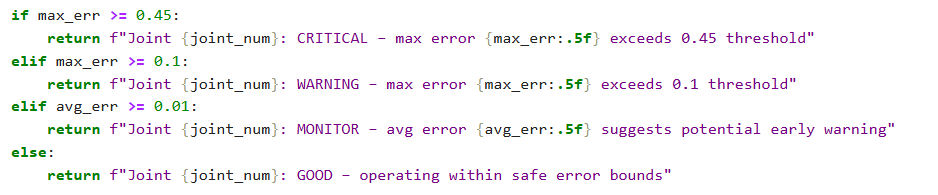 if max_err >= 0.45:
    return f"Joint {joint_num}: CRITICAL – max error {max_err:.5f} exceeds 0.45 threshold"
elif max_err >= 0.1:
    return f"Joint {joint_num}: WARNING – max error {max_err:.5f} exceeds 0.1 threshold"
elif avg_err >= 0.01:
    return f"Joint {joint_num}: MONITOR – avg error {avg_err:.5f} suggests potential early warning"
else:
    return f"Joint {joint_num}: GOOD – operating within safe error bounds"